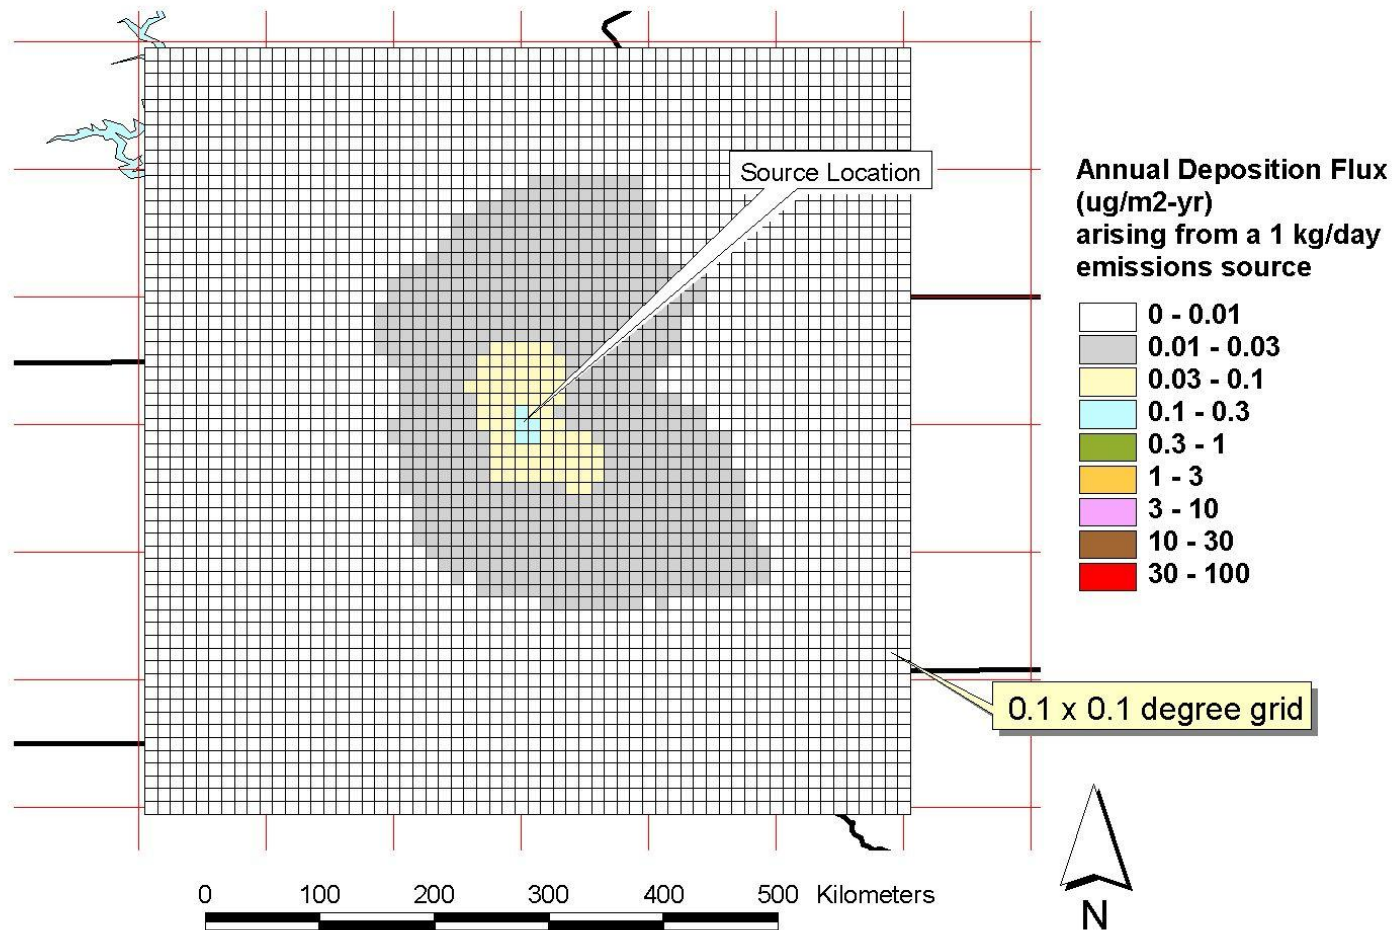 Source Location
Annual Deposition Flux
(ug/m2-yr)
arising from a 1 kg/day
emissions source
0 - 0.01
0.01 - 0.03
0.03 - 0.1
0.1 - 0.3
0.3 - 1
1 - 3
3 - 10
10 - 30
30 - 100
0.1 x 0.1 degree grid
0 100 200 300 400 500 Kilometers
N